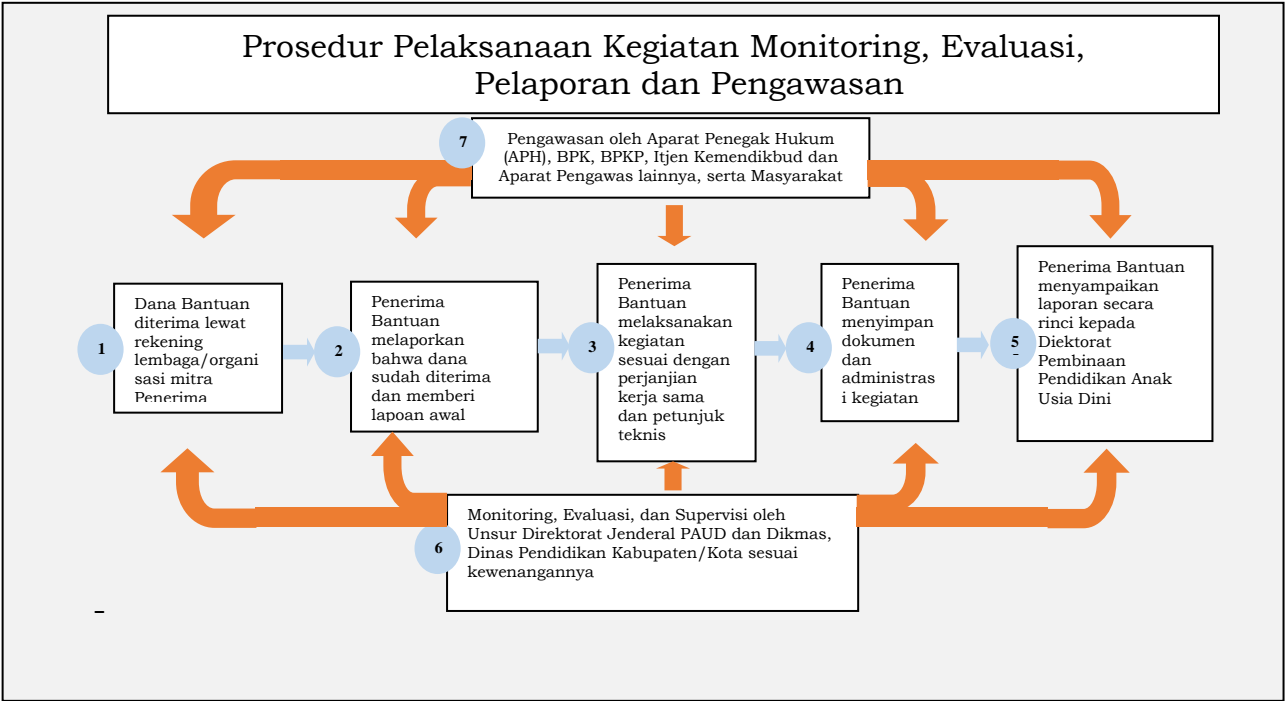 Prosedur Pelaksanaan Kegiatan Monitoring, Evaluasi,
Pelaporan dan Pengawasan
7
Pengawasan oleh Aparat Penegak Hukum
(APH), BPK, BPKP, Itjen Kemendikbud dan
Aparat Pengawas lainnya, serta Masyarakat
1
Dana Bantuan
diterima lewat
rekening
lembaga/organi
sasi mitra
Penerima
2
Penerima
Bantuan
melaporkan
bahwa dana
sudah diterima
dan memberi
lapoan awal
3
Penerima
Bantuan
melaksanakan
kegiatan
sesuai dengan
perjanjian
kerja sama
dan petunjuk
teknis
4
Penerima
Bantuan
menyimpan
dokumen
dan
administras
i kegiatan
5
Penerima Bantuan
menyampaikan
laporan secara
rinci kepada
Diektorat
Pembinaan
Pendidikan Anak
Usia Dini
6
Monitoring, Evaluasi, dan Supervisi oleh
Unsur Direktorat Jenderal PAUD dan Dikmas,
Dinas Pendidikan Kabupaten/Kota sesuai
kewenangannya